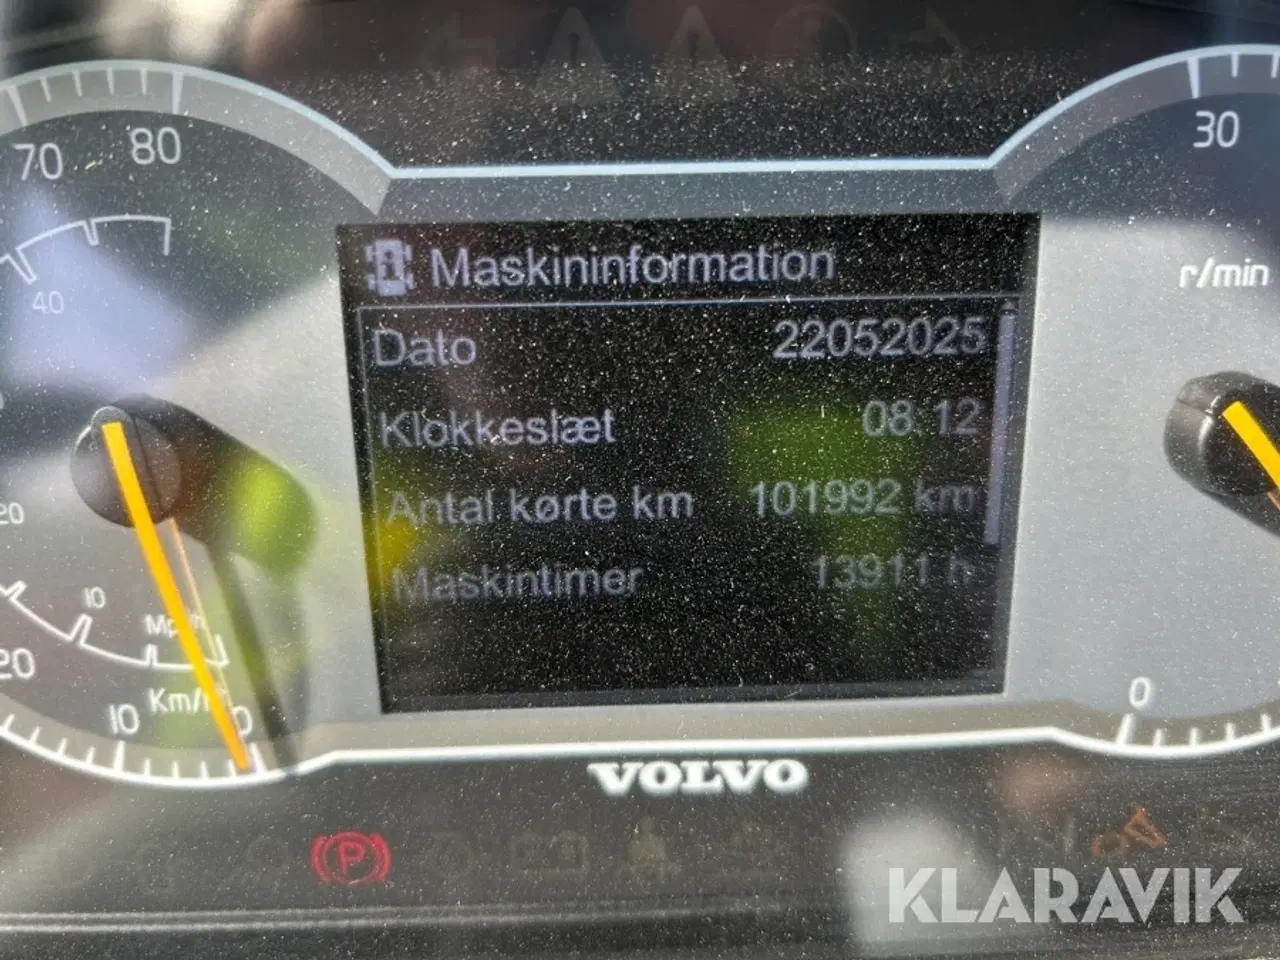 70
80
40
Maskininformation
Dato 22052025
Klokkeslæt 08:12
Antal kørte km 101992 km
Maskintimer 13911 h
30
r/min
20
10
20
10
Km/
0
0
VOLVO
P
KLARAVIK